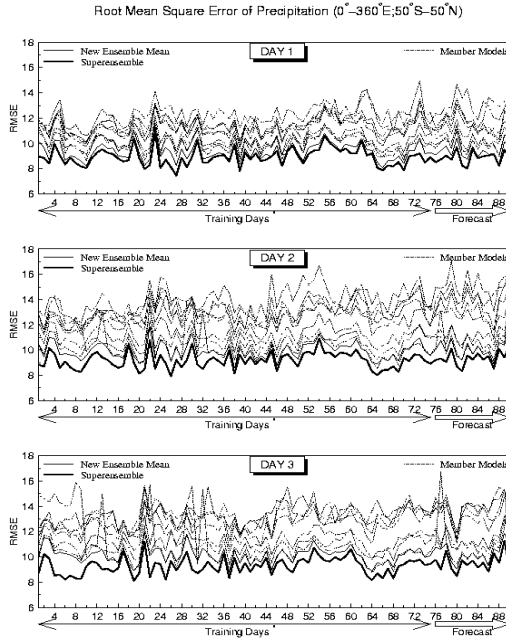 Root Mean Square Error of Precipitation (0°–360°E;50°S–50°N)
DAY 1
New Ensemble Mean
Superensemble
Member Models
RMSE
18
16
14
12
10
8
6
4 8 12 16 20 24 28 32 36 40 44 48 52 56 60 64 68 72 76 80 84 88
Training Days
Forecast
DAY 2
New Ensemble Mean
Superensemble
Member Models
RMSE
18
16
14
12
10
8
6
4 8 12 16 20 24 28 32 36 40 44 48 52 56 60 64 68 72 76 80 84 88
Training Days
Forecast
DAY 3
New Ensemble Mean
Superensemble
Member Models
RMSE
18
16
14
12
10
8
6
4 8 12 16 20 24 28 32 36 40 44 48 52 56 60 64 68 72 76 80 84 88
Training Days
Forecast